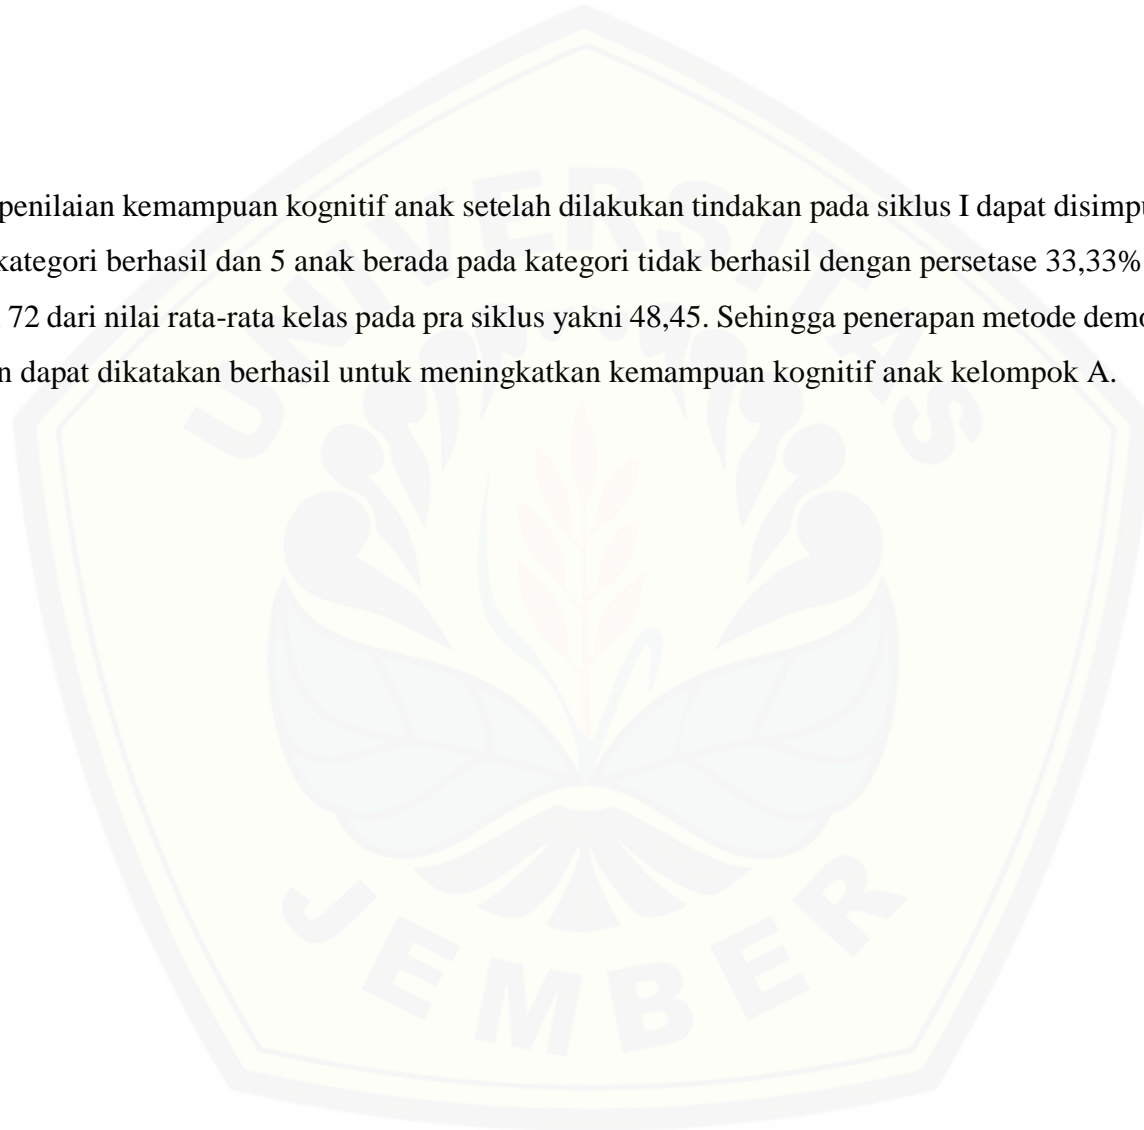 penilaian kemampuan kognitif anak setelah dilakukan tindakan pada siklus I dapat disimpu
kategori berhasil dan 5 anak berada pada kategori tidak berhasil dengan persetase 33,33%
72 dari nilai rata-rata kelas pada pra siklus yakni 48,45. Sehingga penerapan metode demo
n dapat dikatakan berhasil untuk meningkatkan kemampuan kognitif anak kelompok A.
UNIVERSITAS
JEMBER